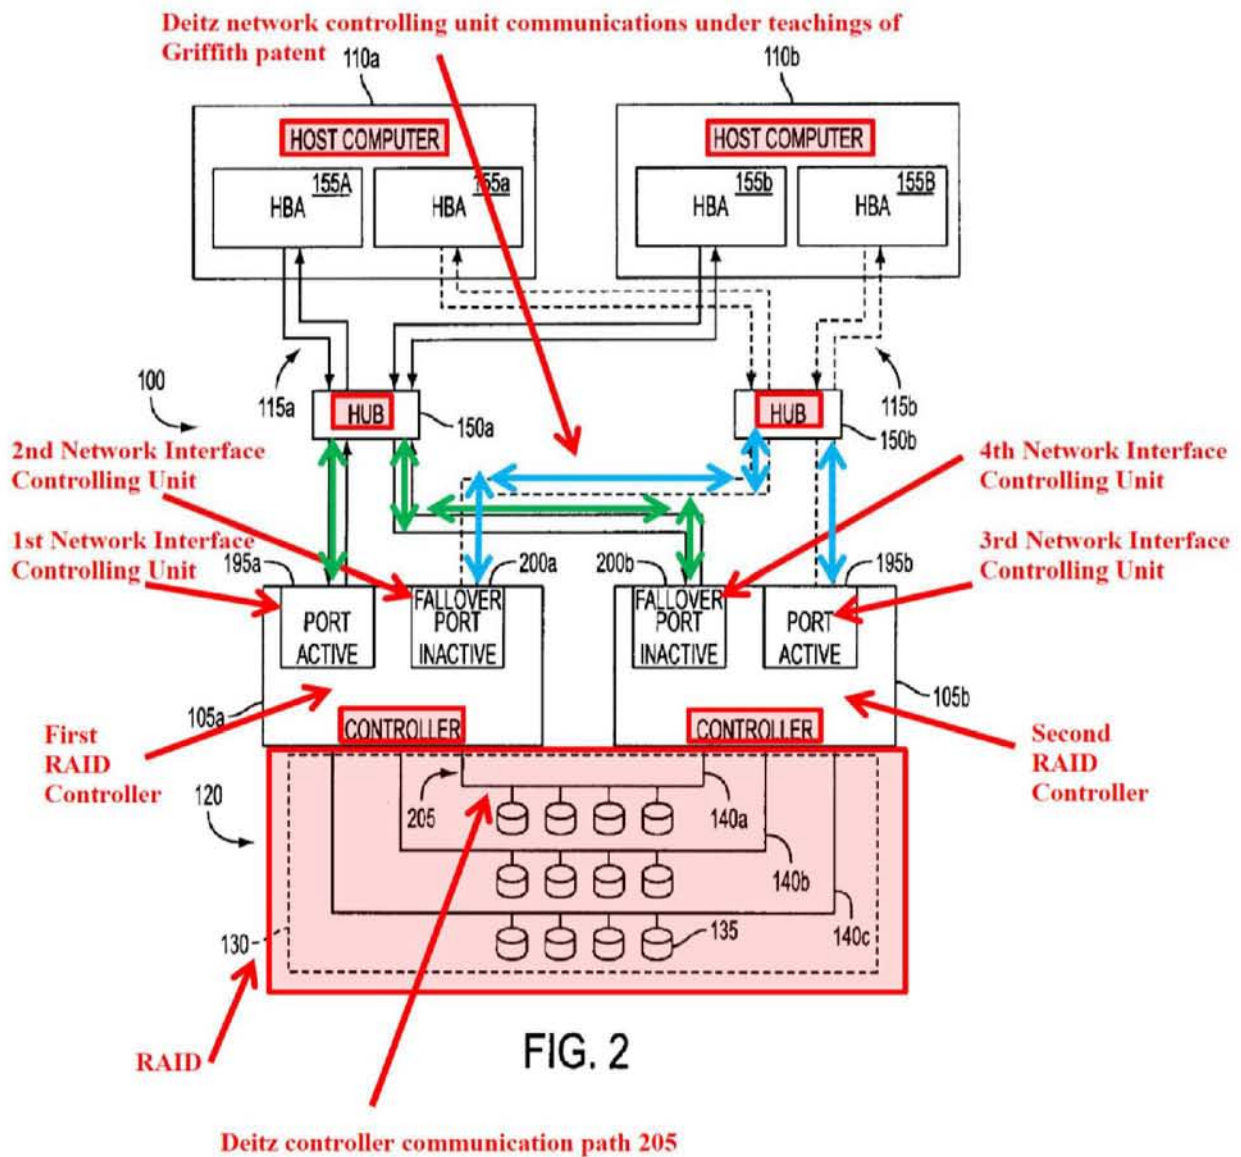 Deitz network controlling unit communications under teachings of
Griffith patent
110a
110b
HOST COMPUTER
HOST COMPUTER
155A
HBA
155a
HBA
155b
HBA
155B
HBA
100
115a
HUB
150a
HUB
115b
150b
2nd Network Interface
Controlling Unit
4th Network Interface
Controlling Unit
1st Network Interface
Controlling Unit
3rd Network Interface
Controlling Unit
195a
200a
200b
195b
PORT
ACTIVE
FALLOVER
PORT
INACTIVE
FALLOVER
PORT
INACTIVE
PORT
ACTIVE
105a
105b
CONTROLLER
CONTROLLER
First
RAID
Controller
Second
RAID
Controller
120
205
140a
140b
140c
130
135
RAID
FIG. 2
Deitz controller communication path 205